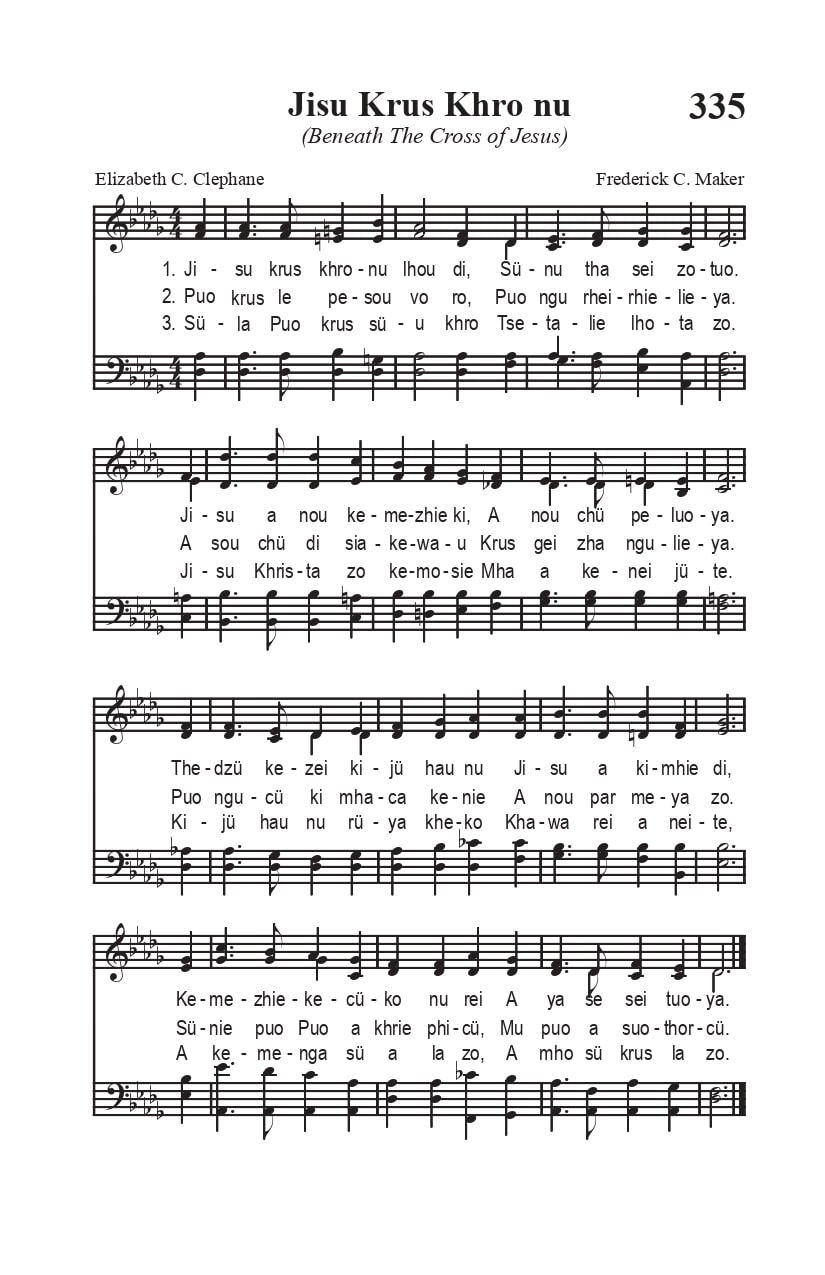 Jisu Krus Khro nu 335
(Beneath The Cross of Jesus)
Elizabeth C. Clephane Frederick C. Maker
1. Ji - su krus khro - nu lhou di, Sü - nu tha sei zo - tuo.
2. Puo krus le pe - sou vo ro, Puo ngu rhei - rhie - lie - ya.
3. Sü - la Puo krus sü - u khro Tse - ta - lie lho - ta zo.
Ji - su a nou ke - me - zhie ki, A nou chü pe - luo - ya.
A sou chü di sia - ke - wa - u Krus gei zha ngu - lie - ya.
Ji - su Khris - ta zo ke - mo - sie Mha a ke - nei jü - te.
The - dzü ke - zei ki - jü hau nu Ji - su a ki - mhie di,
Puo ngu - cü ki mha - ca ke - nie A nou par me - ya zo.
Ki - jü hau nu rü - ya khe - ko Kha - wa rei a nei - te,
Ke - me - zhie - ke - cü - ko nu rei A ya se sei tuo - ya.
Sü - nie puo Puo a khrie phi - cü, Mu puo a suo - thor - cü.
A ke - me - nga sü a la zo, A mho sü krus la zo.